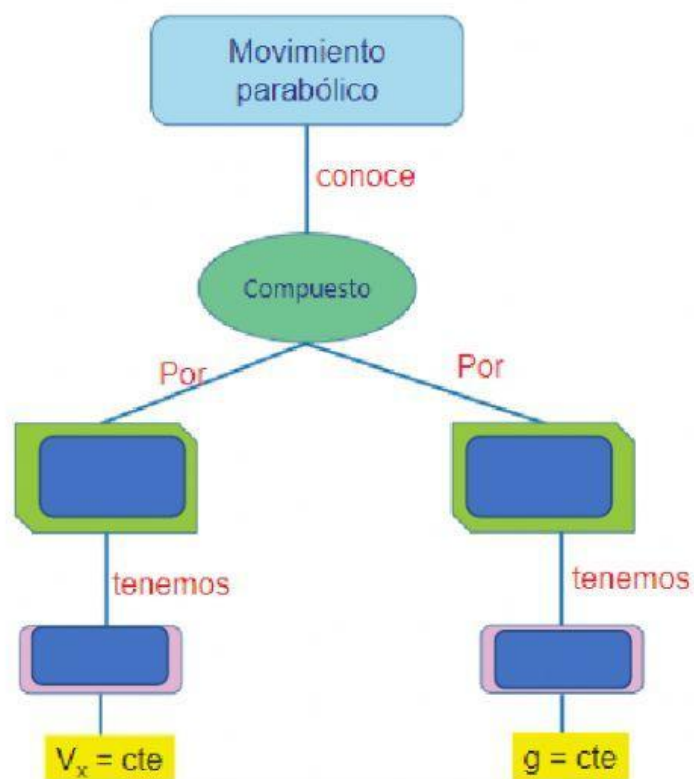 Movimiento
parabólico
conoce
Compuesto
Por
Por
tenemos
tenemos
Vₓ = cte
g = cte